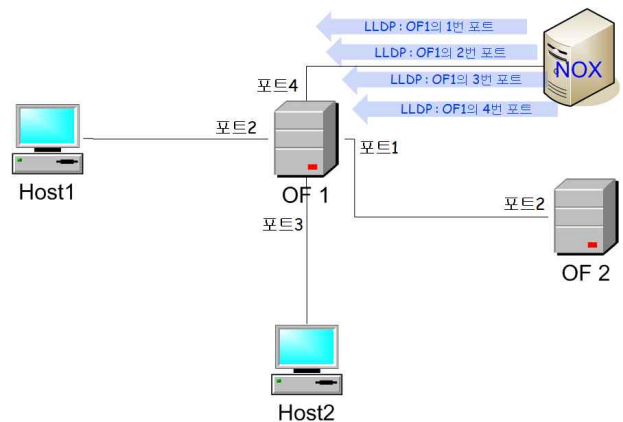 LLDP : OF1의 1번 포트
LLDP : OF1의 2번 포트
LLDP : OF1의 3번 포트
LLDP : OF1의 4번 포트
NOX
포트4
포트2
포트1
Host1
OF 1
포트3
포트2
OF 2
Host2